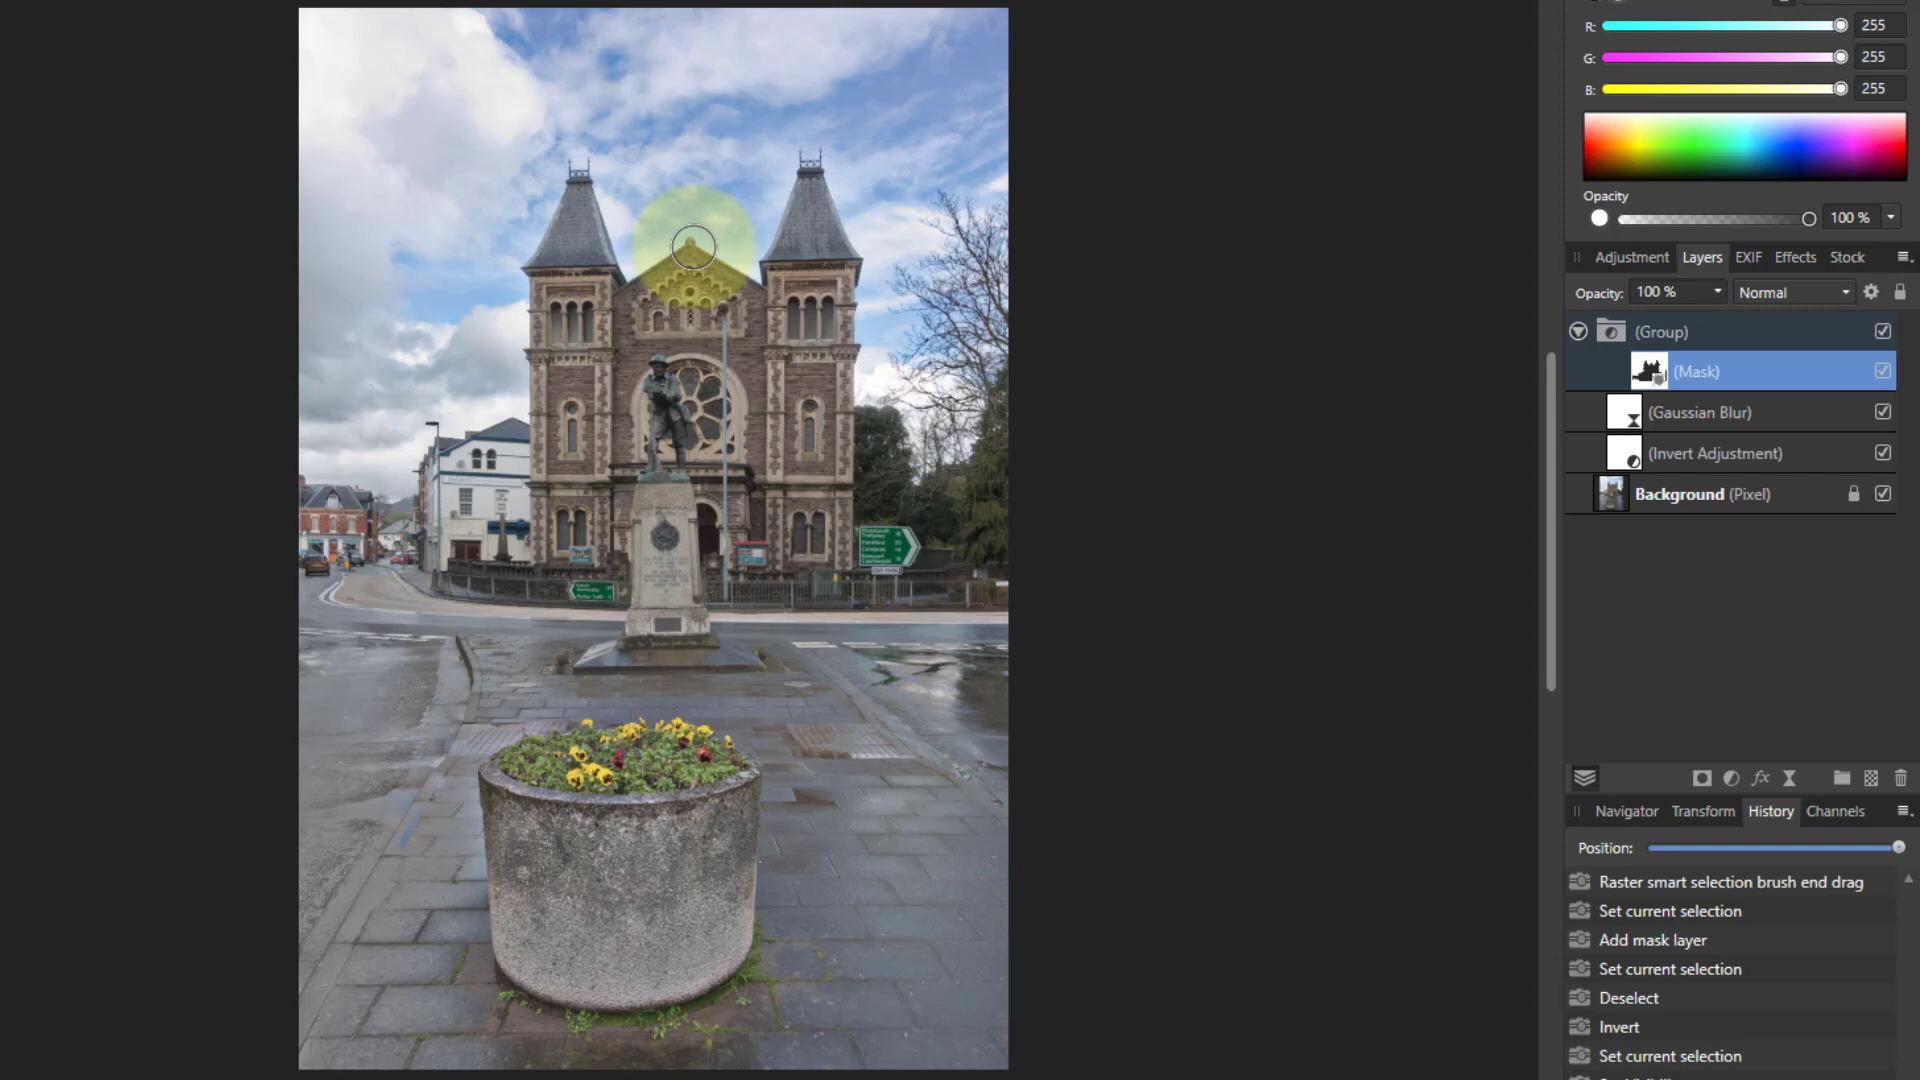 R: 255
G: 255
B: 255
Opacity
100 %
Adjustment Layers EXIF Effects Stock
Opacity: 100 % Normal
(Group)
(Mask)
(Gaussian Blur)
(Invert Adjustment)
Background (Pixel)
fx
Navigator Transform History Channels
Position:
Raster smart selection brush end drag
Set current selection
Add mask layer
Set current selection
Deselect
Invert
Set current selection